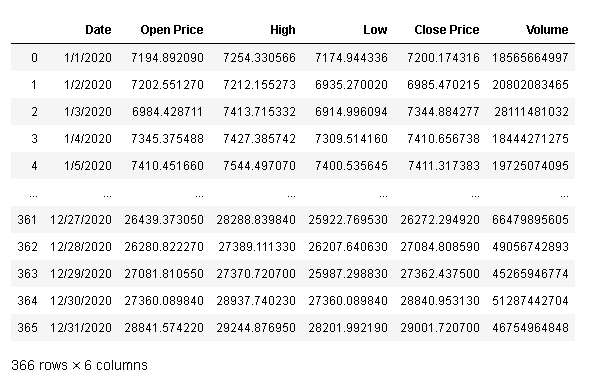 Date Open Price High Low Close Price Volume
0 1/1/2020 7194.892090 7254.330566 7174.944336 7200.174316 18565664997
1 1/2/2020 7202.551270 7212.155273 6935.270020 6985.470215 20802083465
2 1/3/2020 6984.428711 7413.715332 6914.996094 7344.884277 28111481032
3 1/4/2020 7345.375488 7427.385742 7309.514160 7410.656738 18444271275
4 1/5/2020 7410.451660 7544.497070 7400.535645 7411.317383 19725074095
... ... ... ... ... ... ...
361 12/27/2020 26439.373050 28288.839840 25922.769530 26272.294920 66479895605
362 12/28/2020 26280.822270 27389.111330 26207.640630 27084.808590 49056742893
363 12/29/2020 27081.810550 27370.720700 25987.298830 27362.437500 45265946774
364 12/30/2020 27360.089840 28937.740230 27360.089840 28840.953130 51287442704
365 12/31/2020 28841.574220 29244.876950 28201.992190 29001.720700 46754964848
366 rows × 6 columns